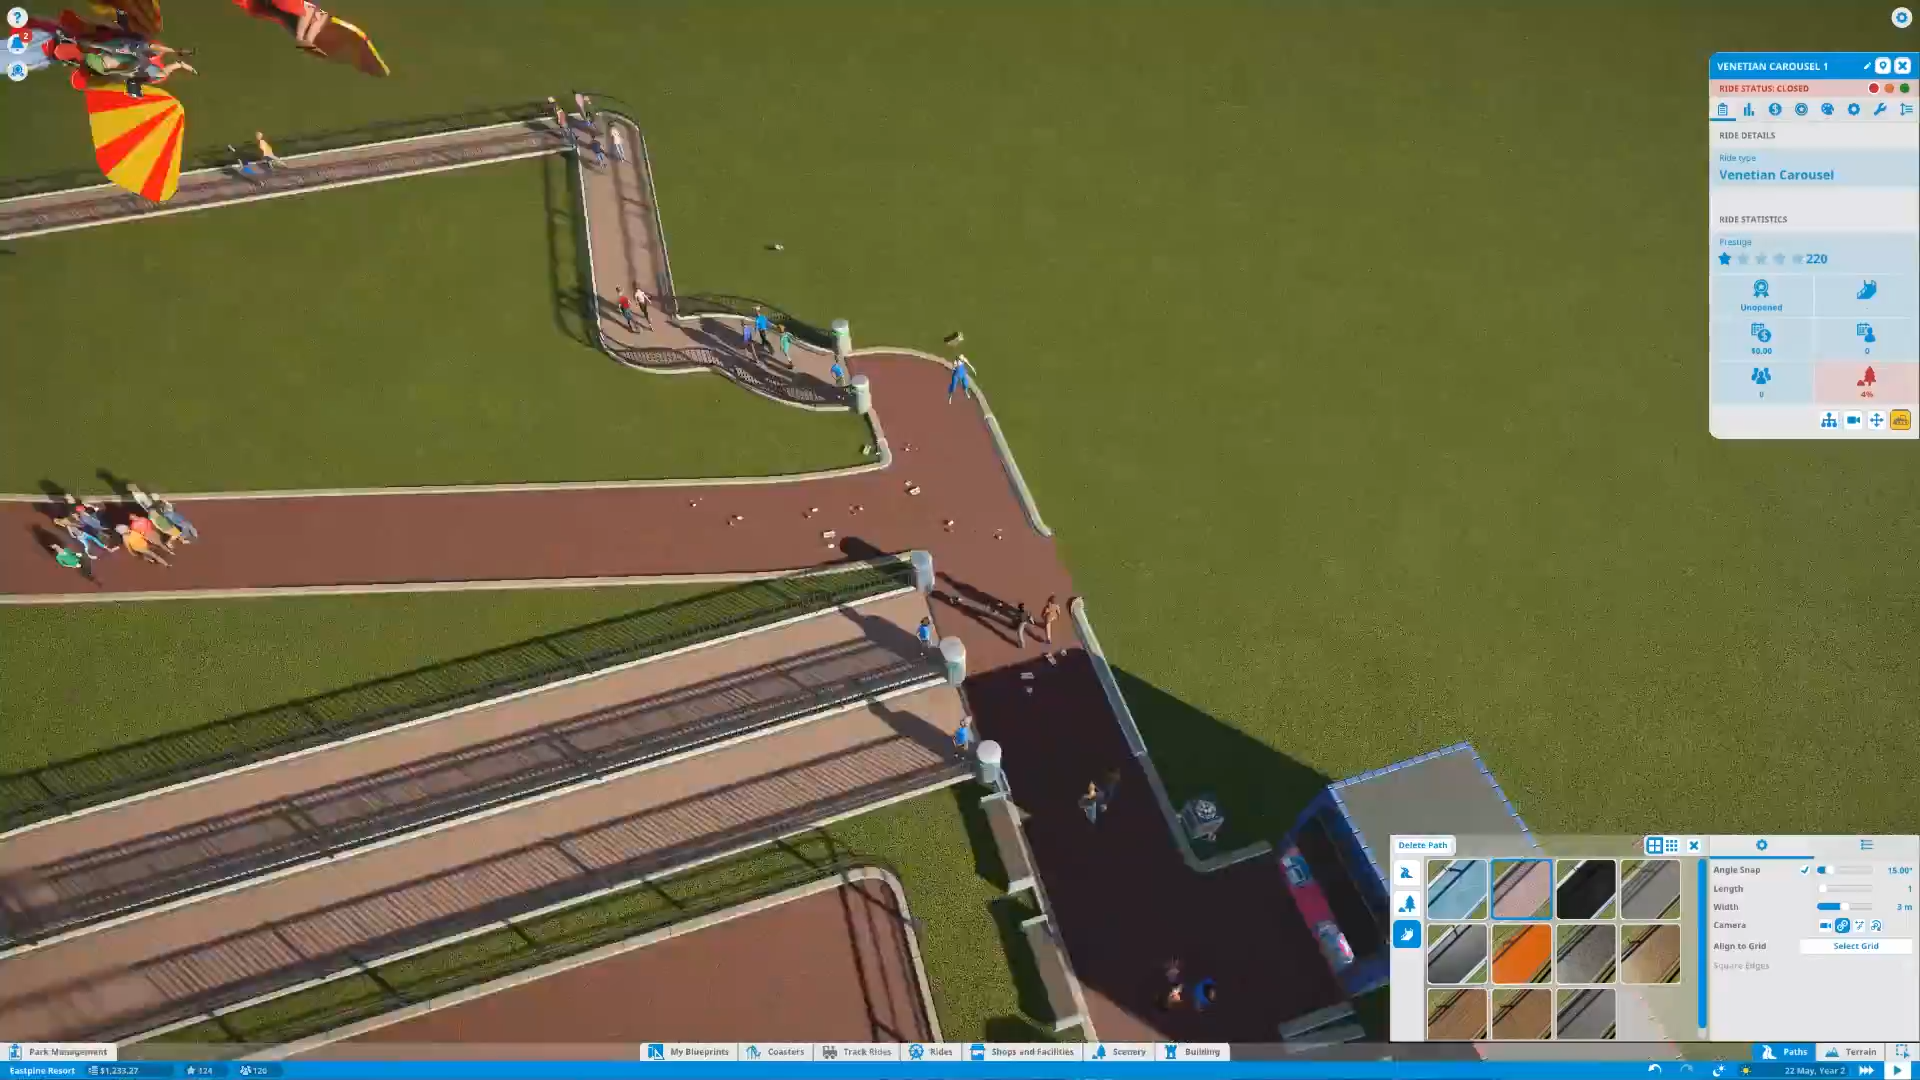 ?
2
VENETIAN CAROUSEL 1
RIDE STATUS: CLOSED
RIDE DETAILS
Ride type
Venetian Carousel
RIDE STATISTICS
Prestige
220
Unopened
-
$0.00
0
0
4%
Delete Path
Angle Snap
15.00°
Length
1
Width
3 m
Camera
Align to Grid
Select Grid
Square Edges
Park Management
My Blueprints
Coasters
Track Rides
Rides
Shops and Facilities
Scenery
Building
Paths
Terrain
Eastpine Resort
$1,233.27
124
120
22 May, Year 2